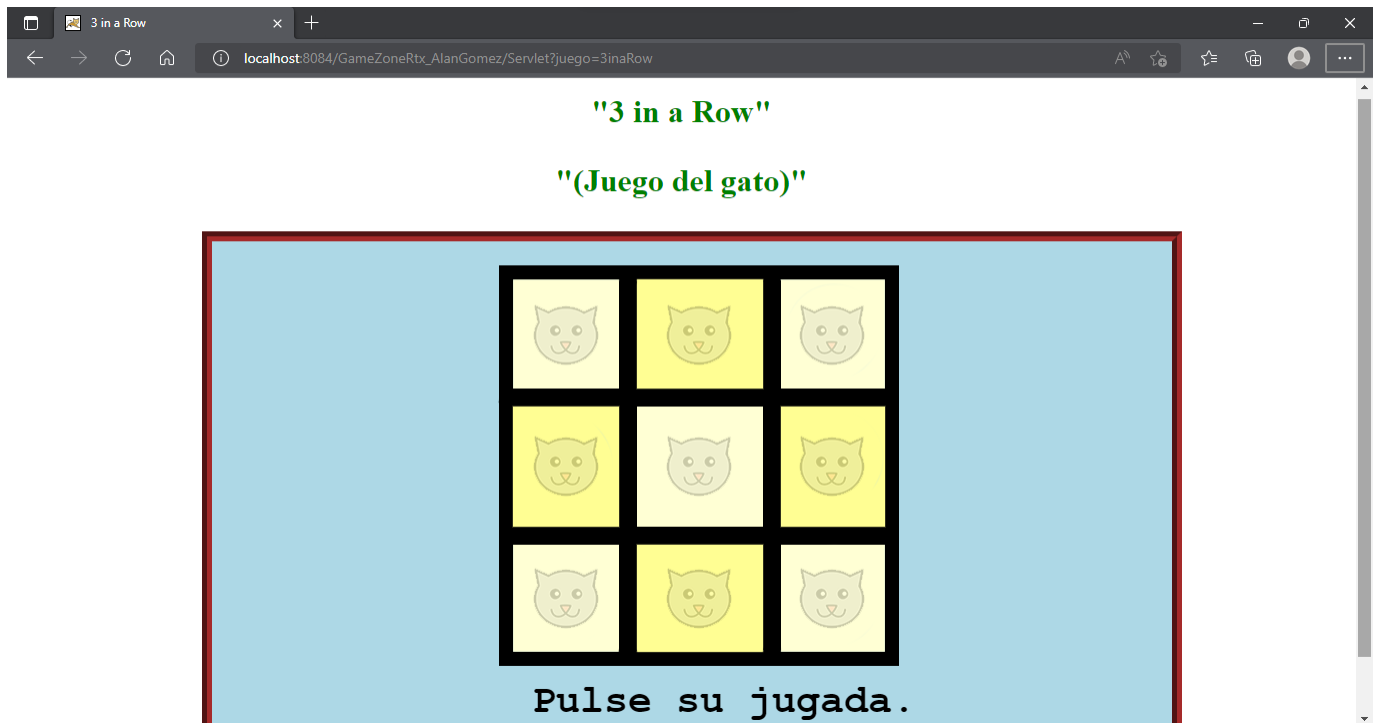 3 in a Row
localhost:8084/GameZoneRtx_AlanGomez/Servlet?juego=3inaRow
"3 in a Row"
"(Juego del gato)"
Pulse su jugada.